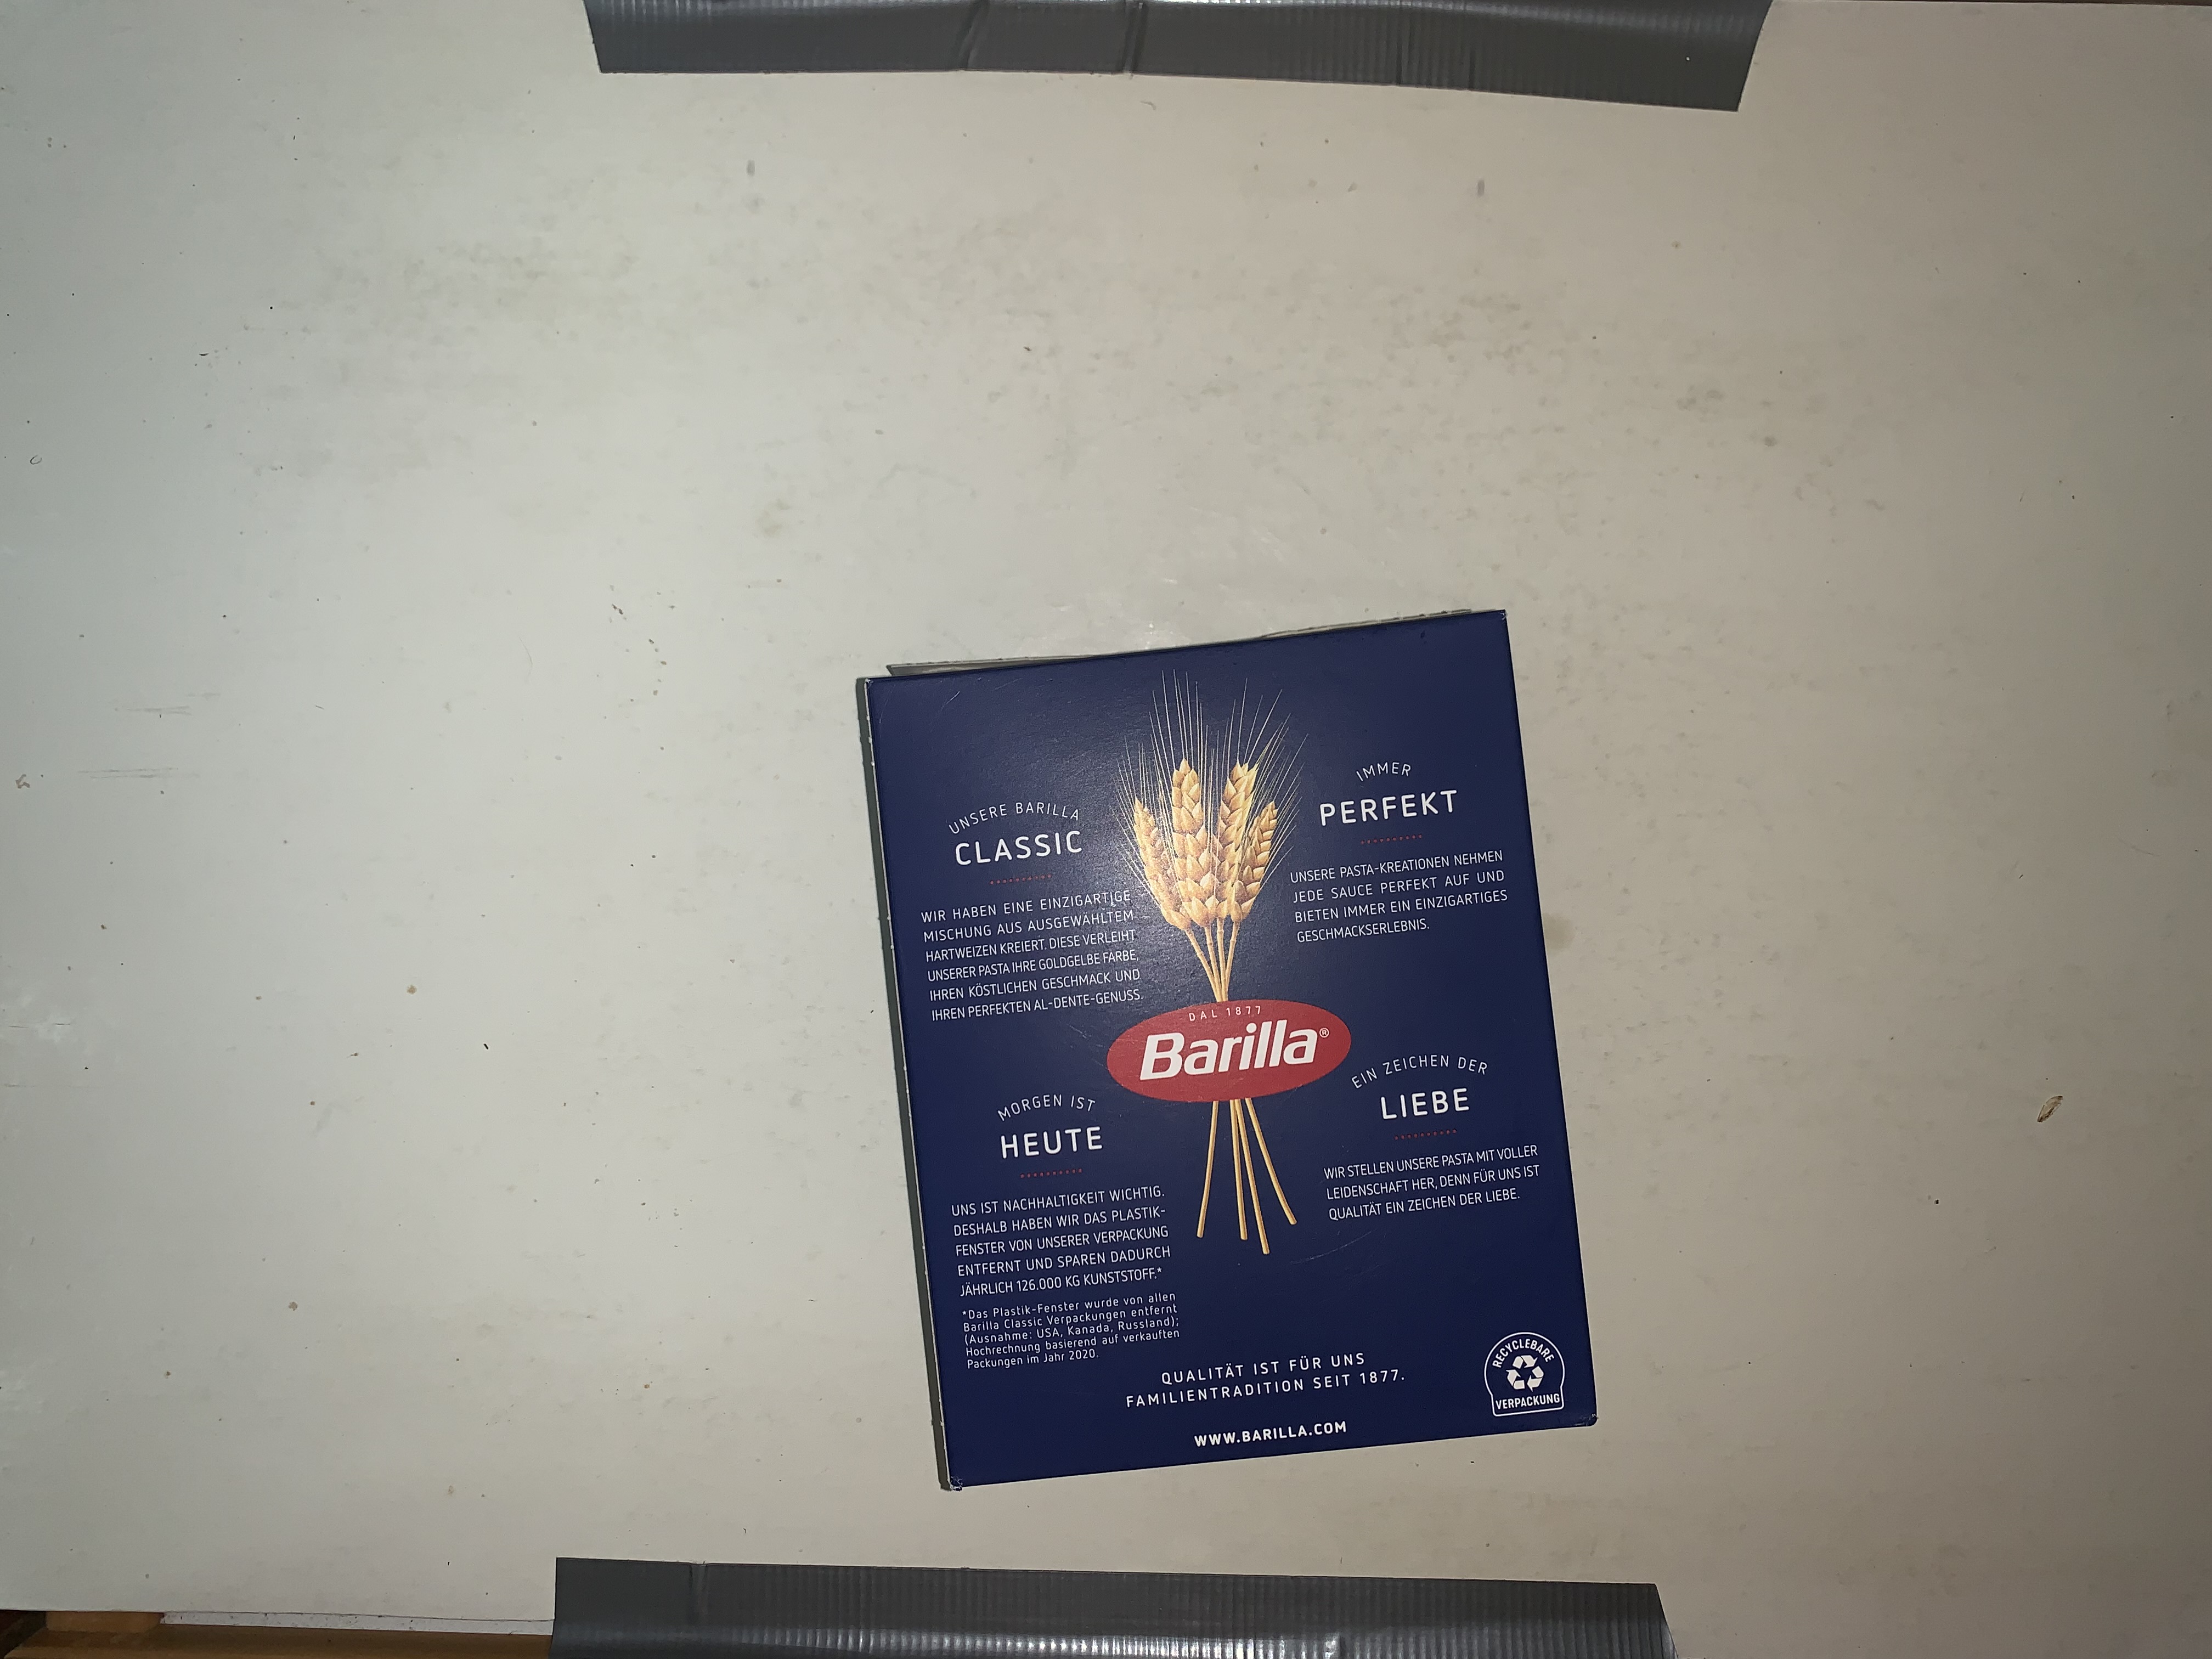 UNSERE BARILLA
CLASSIC
WIR HABEN EINE EINZIGARTIGE
MISCHUNG AUS AUSGEWÄHLTEM
HARTWEIZEN KREIERT. DIESE VERLEIHT
UNSERER PASTA IHRE GOLDGELBE FARBE,
IHREN KÖSTLICHEN GESCHMACK UND
IHREN PERFEKTEN AL-DENTE-GENUSS.
IMMER
PERFEKT
UNSERE PASTA-KREATIONEN NEHMEN
JEDE SAUCE PERFEKT AUF UND
BIETEN IMMER EIN EINZIGARTIGES
GESCHMACKSERLEBNIS.
DAL 1877
Barilla®
MORGEN IST
HEUTE
UNS IST NACHHALTIGKEIT WICHTIG.
DESHALB HABEN WIR DAS PLASTIK-
FENSTER VON UNSERER VERPACKUNG
ENTFERNT UND SPAREN DADURCH
JÄHRLICH 126.000 KG KUNSTSTOFF.*
*Das Plastik-Fenster wurde von allen
Barilla Classic Verpackungen entfernt
(Ausnahme: USA, Kanada, Russland);
Hochrechnung basierend auf verkauften
Packungen im Jahr 2020.
EIN ZEICHEN DER
LIEBE
WIR STELLEN UNSERE PASTA MIT VOLLER
LEIDENSCHAFT HER, DENN FÜR UNS IST
QUALITÄT EIN ZEICHEN DER LIEBE.
QUALITÄT IST FÜR UNS
FAMILIENTRADITION SEIT 1877.
WWW.BARILLA.COM
RECYCLEBARE
VERPACKUNG